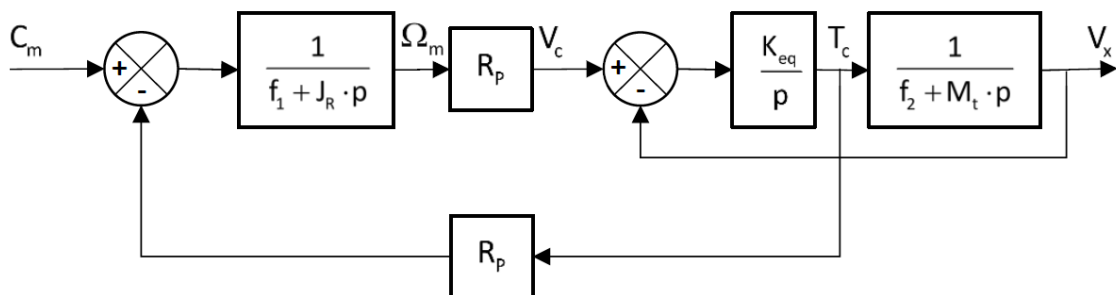 C_m + - 1 / (f_1 + J_R · p) Ω_m R_P V_c + - K_eq / p T_c 1 / (f_2 + M_t · p) V_x
R_P